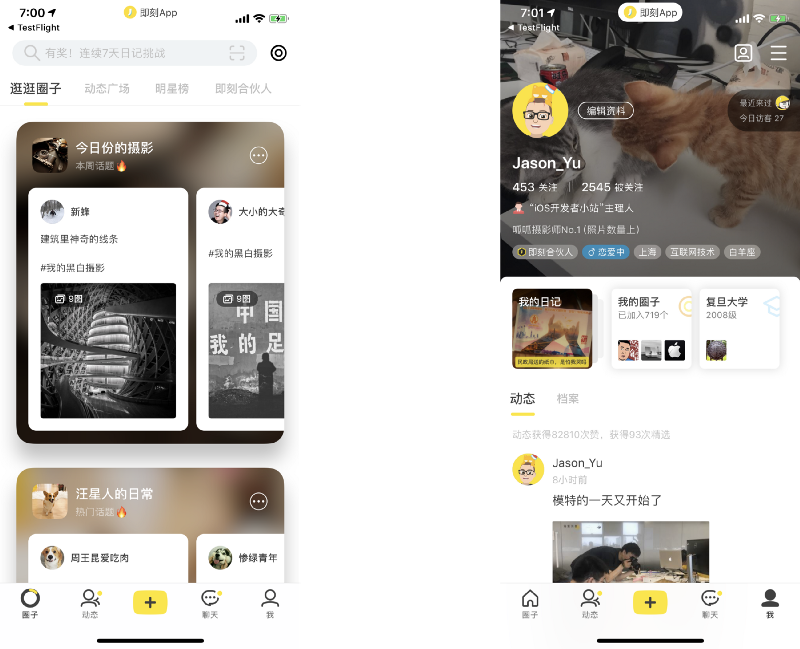 7:00
即刻App
TestFlight
有奖！连续7天日记挑战
逛逛圈子
动态广场
明星榜
即刻合伙人
今日份的摄影
本周话题🔥
新蜂
建筑里神奇的线条
#我的黑白摄影
9图
大小的大奇
#我的黑白摄影
9图
中国
我的足
汪星人的日常
热门话题🔥
周王昆爱吃肉
惨绿青年
圈子
动态
聊天
我
7:01
即刻App
TestFlight
编辑资料
最近来过
今日访客 27
Jason_Yu
453 关注
2545 被关注
“iOS开发者小站”主理人
呱呱摄影师No.1 (照片数量上)
即刻合伙人
恋爱中
上海
互联网技术
白羊座
我的日记
我的圈子
已加入719个
复旦大学
2008级
动态
档案
动态获得82810次赞，获得93次精选
Jason_Yu
8小时前
模特的一天又开始了
圈子
动态
聊天
我